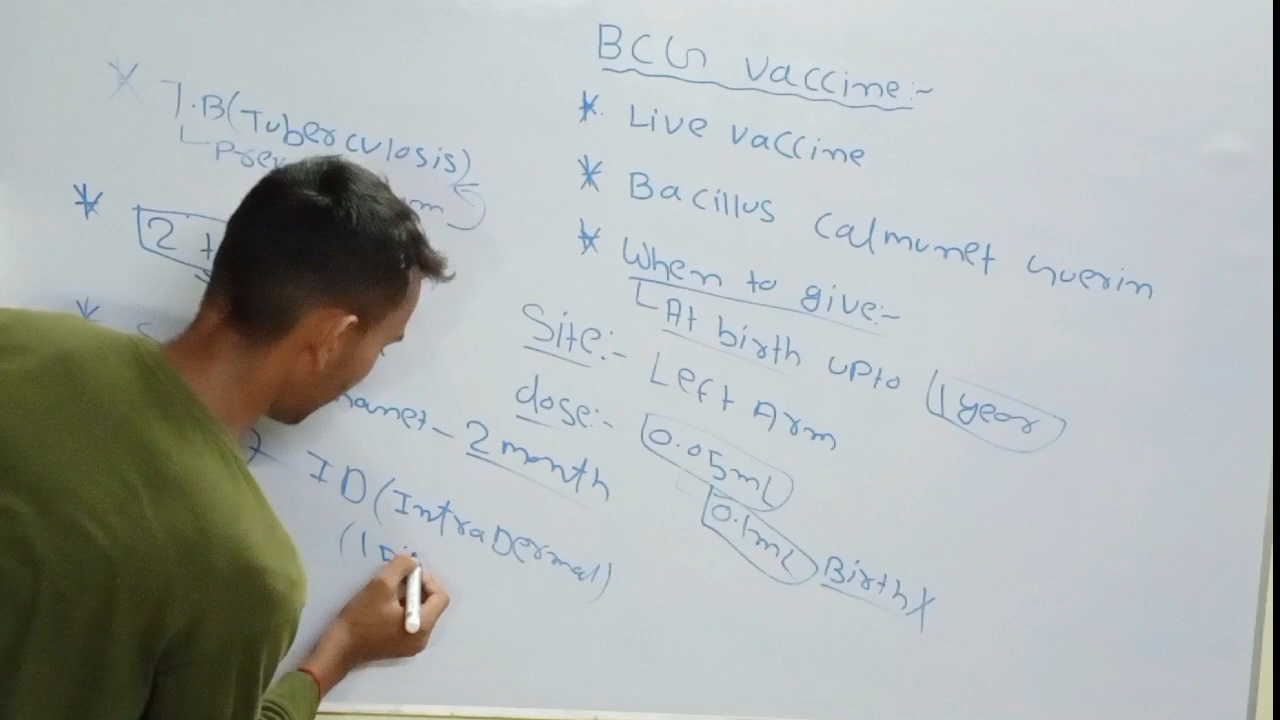 BCG vaccine:-
* Live vaccine
* Bacillus Calmunet Guerin
* When to give:-
At birth upto 1 year
Site:- Left Arm
dose:- 0.05ml
0.1ml Birth X
* T.B (Tuberculosis)
*
2
*
- 2 month
ID (IntraDermal)